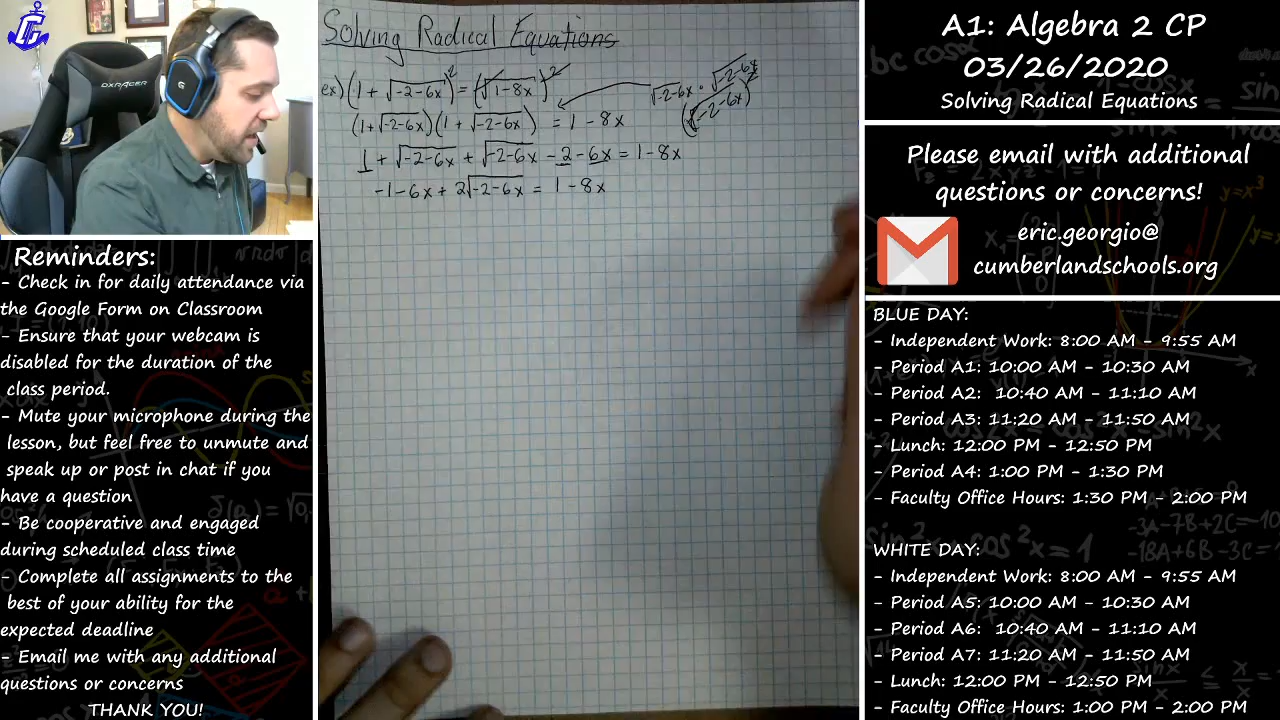 Solving Radical Equations
ex) (1 + √-2-6x)² = (√1-8x)²
√-2-6x · √-2-6x
(√-2-6x)²
(1+√-2-6x)(1 + √-2-6x) = 1-8x
1 + √-2-6x + √-2-6x -2-6x = 1-8x
-1-6x + 2√-2-6x = 1-8x
DXRACER
G
Reminders:
- Check in for daily attendance via
the Google Form on Classroom
- Ensure that your webcam is
disabled for the duration of the
class period.
- Mute your microphone during the
lesson, but feel free to unmute and
speak up or post in chat if you
have a question
- Be cooperative and engaged
during scheduled class time
- Complete all assignments to the
best of your ability for the
expected deadline
- Email me with any additional
questions or concerns
THANK YOU!
A1: Algebra 2 CP
03/26/2020
Solving Radical Equations
Please email with additional
questions or concerns!
eric.georgio@
cumberlandschools.org
BLUE DAY:
- Independent Work: 8:00 AM - 9:55 AM
- Period A1: 10:00 AM - 10:30 AM
- Period A2: 10:40 AM - 11:10 AM
- Period A3: 11:20 AM - 11:50 AM
- Lunch: 12:00 PM - 12:50 PM
- Period A4: 1:00 PM - 1:30 PM
- Faculty Office Hours: 1:30 PM - 2:00 PM
WHITE DAY:
- Independent Work: 8:00 AM - 9:55 AM
- Period A5: 10:00 AM - 10:30 AM
- Period A6: 10:40 AM - 11:10 AM
- Period A7: 11:20 AM - 11:50 AM
- Lunch: 12:00 PM - 12:50 PM
- Faculty Office Hours: 1:00 PM - 2:00 PM